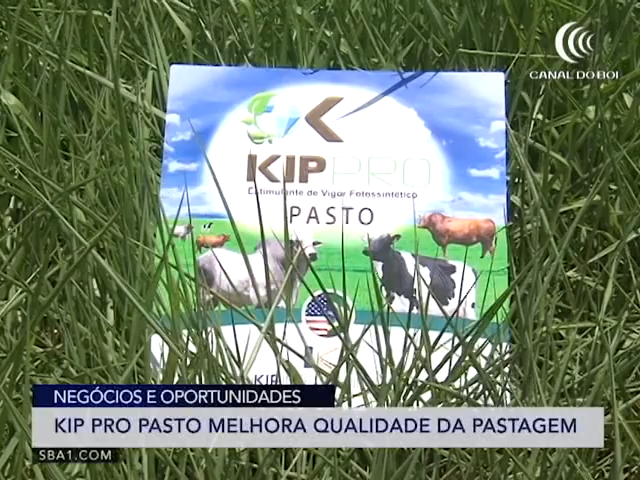 CANAL DO BOI
KIP PRO
Estimulante de Vigor Fotossintético
PASTO
KIP
NEGÓCIOS E OPORTUNIDADES
KIP PRO PASTO MELHORA QUALIDADE DA PASTAGEM
SBA1.COM